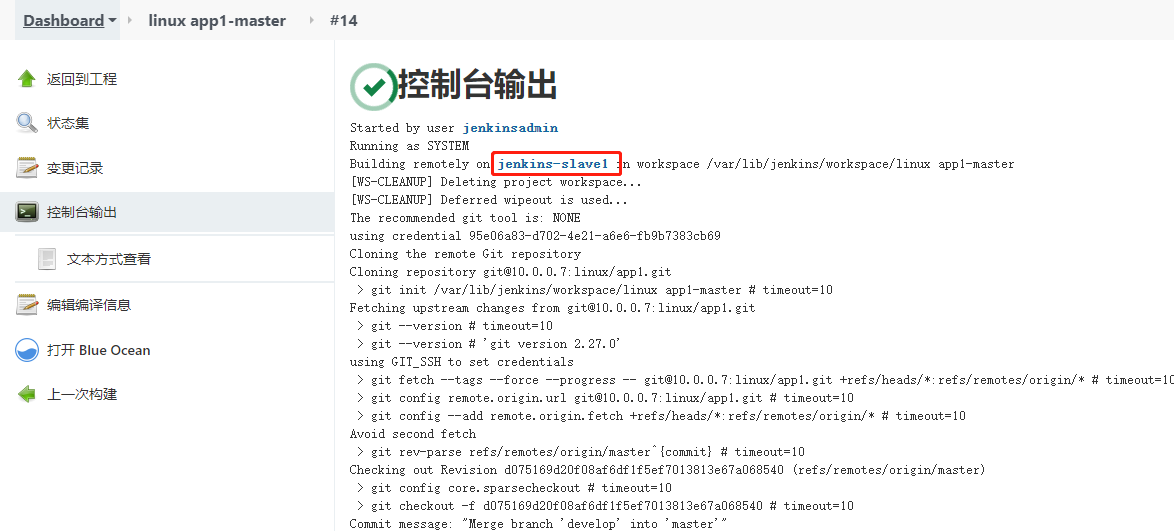 Dashboard linux app1-master #14
返回到工程
状态集
变更记录
控制台输出
文本方式查看
编辑编译信息
打开 Blue Ocean
上一次构建
控制台输出
Started by user jenkinsadmin
Running as SYSTEM
Building remotely on jenkins-slave1 in workspace /var/lib/jenkins/workspace/linux app1-master
[WS-CLEANUP] Deleting project workspace...
[WS-CLEANUP] Deferred wipeout is used...
The recommended git tool is: NONE
using credential 95e06a83-d702-4e21-a6e6-fb9b7383cb69
Cloning the remote Git repository
Cloning repository git@10.0.0.7:linux/app1.git
> git init /var/lib/jenkins/workspace/linux app1-master # timeout=10
Fetching upstream changes from git@10.0.0.7:linux/app1.git
> git --version # timeout=10
> git --version # 'git version 2.27.0'
using GIT_SSH to set credentials
> git fetch --tags --force --progress -- git@10.0.0.7:linux/app1.git +refs/heads/*:refs/remotes/origin/* # timeout=10
> git config remote.origin.url git@10.0.0.7:linux/app1.git # timeout=10
> git config --add remote.origin.fetch +refs/heads/*:refs/remotes/origin/* # timeout=10
Avoid second fetch
> git rev-parse refs/remotes/origin/master^{commit} # timeout=10
Checking out Revision d075169d20f08af6df1f5ef7013813e67a068540 (refs/remotes/origin/master)
> git config core.sparsecheckout # timeout=10
> git checkout -f d075169d20f08af6df1f5ef7013813e67a068540 # timeout=10
Commit message: "Merge branch 'develop' into 'master'"